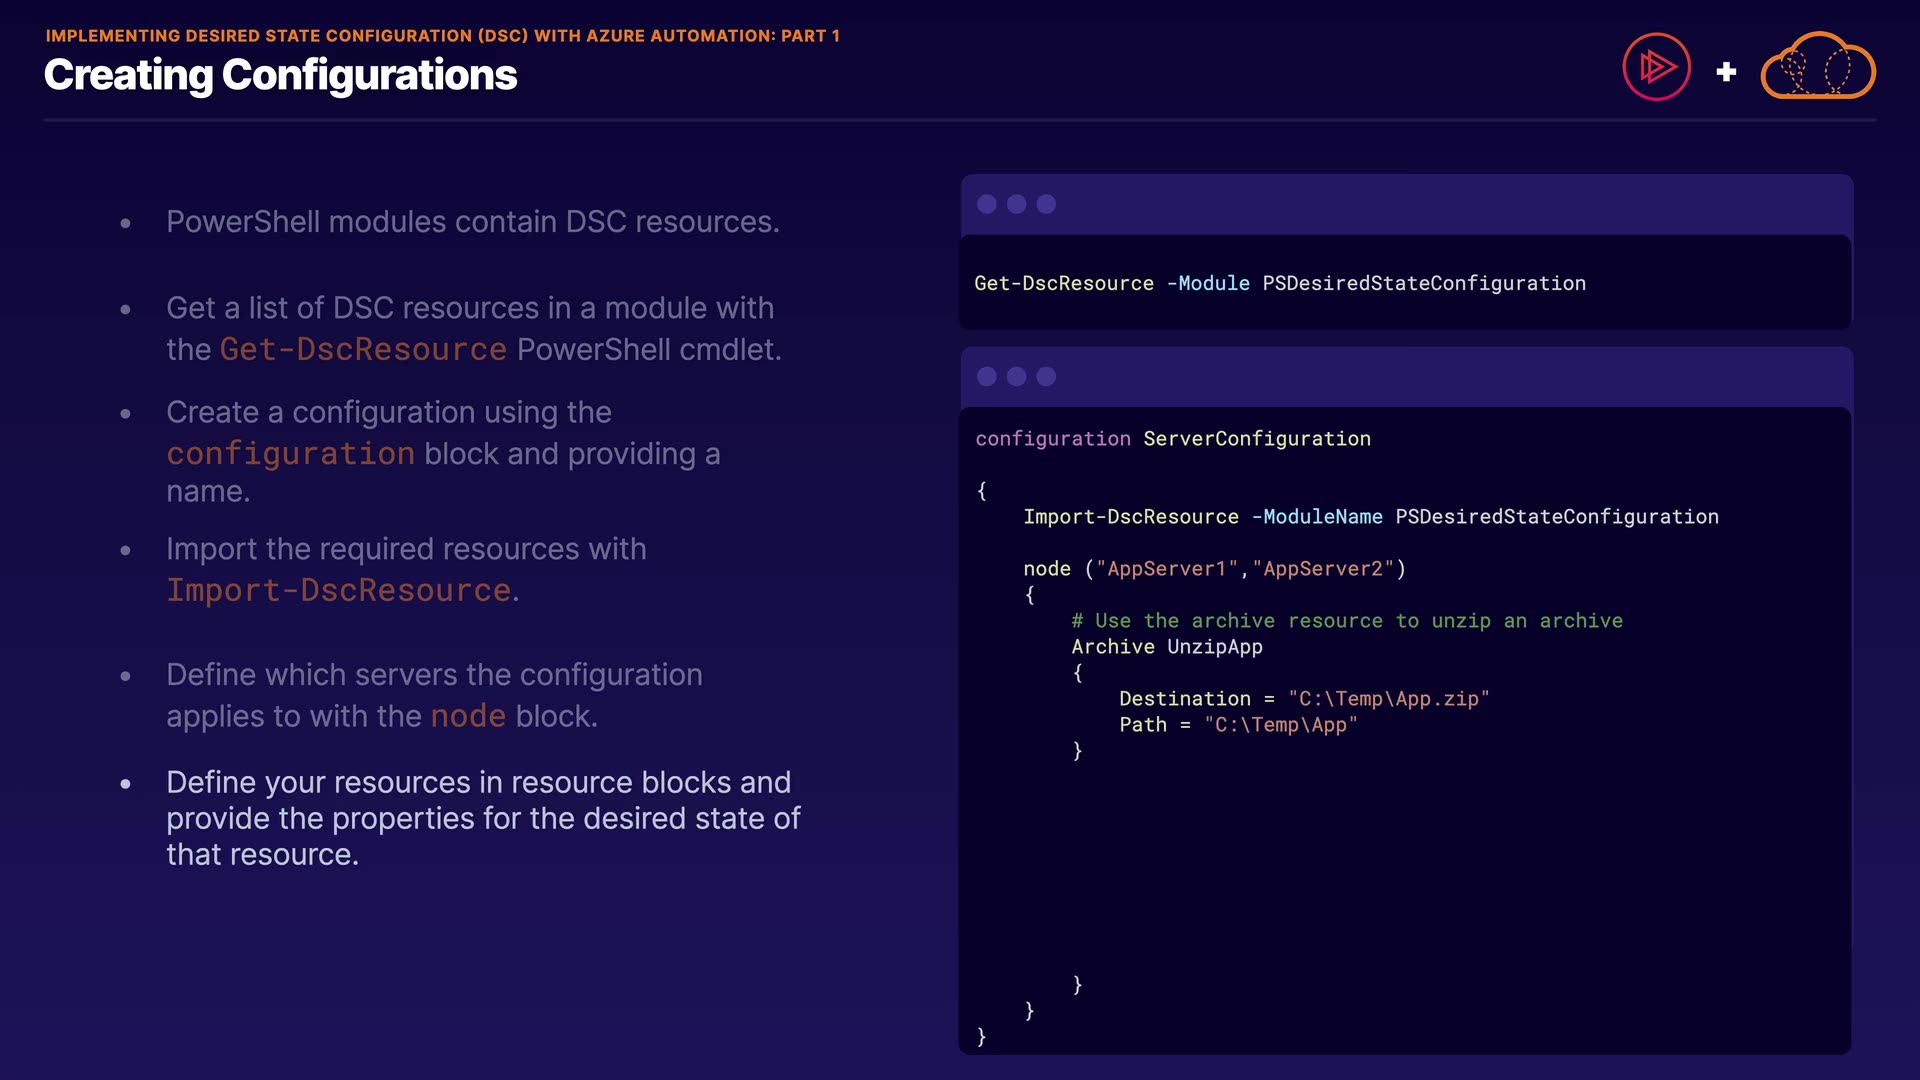 IMPLEMENTING DESIRED STATE CONFIGURATION (DSC) WITH AZURE AUTOMATION: PART 1
Creating Configurations
• PowerShell modules contain DSC resources.
• Get a list of DSC resources in a module with
the Get-DscResource PowerShell cmdlet.
• Create a configuration using the
configuration block and providing a
name.
• Import the required resources with
Import-DscResource.
• Define which servers the configuration
applies to with the node block.
• Define your resources in resource blocks and
provide the properties for the desired state of
that resource.
Get-DscResource -Module PSDesiredStateConfiguration
configuration ServerConfiguration
{
    Import-DscResource -ModuleName PSDesiredStateConfiguration
    node ("AppServer1","AppServer2")
    {
        # Use the archive resource to unzip an archive
        Archive UnzipApp
        {
            Destination = "C:\Temp\App.zip"
            Path = "C:\Temp\App"
        }
        }
    }
}